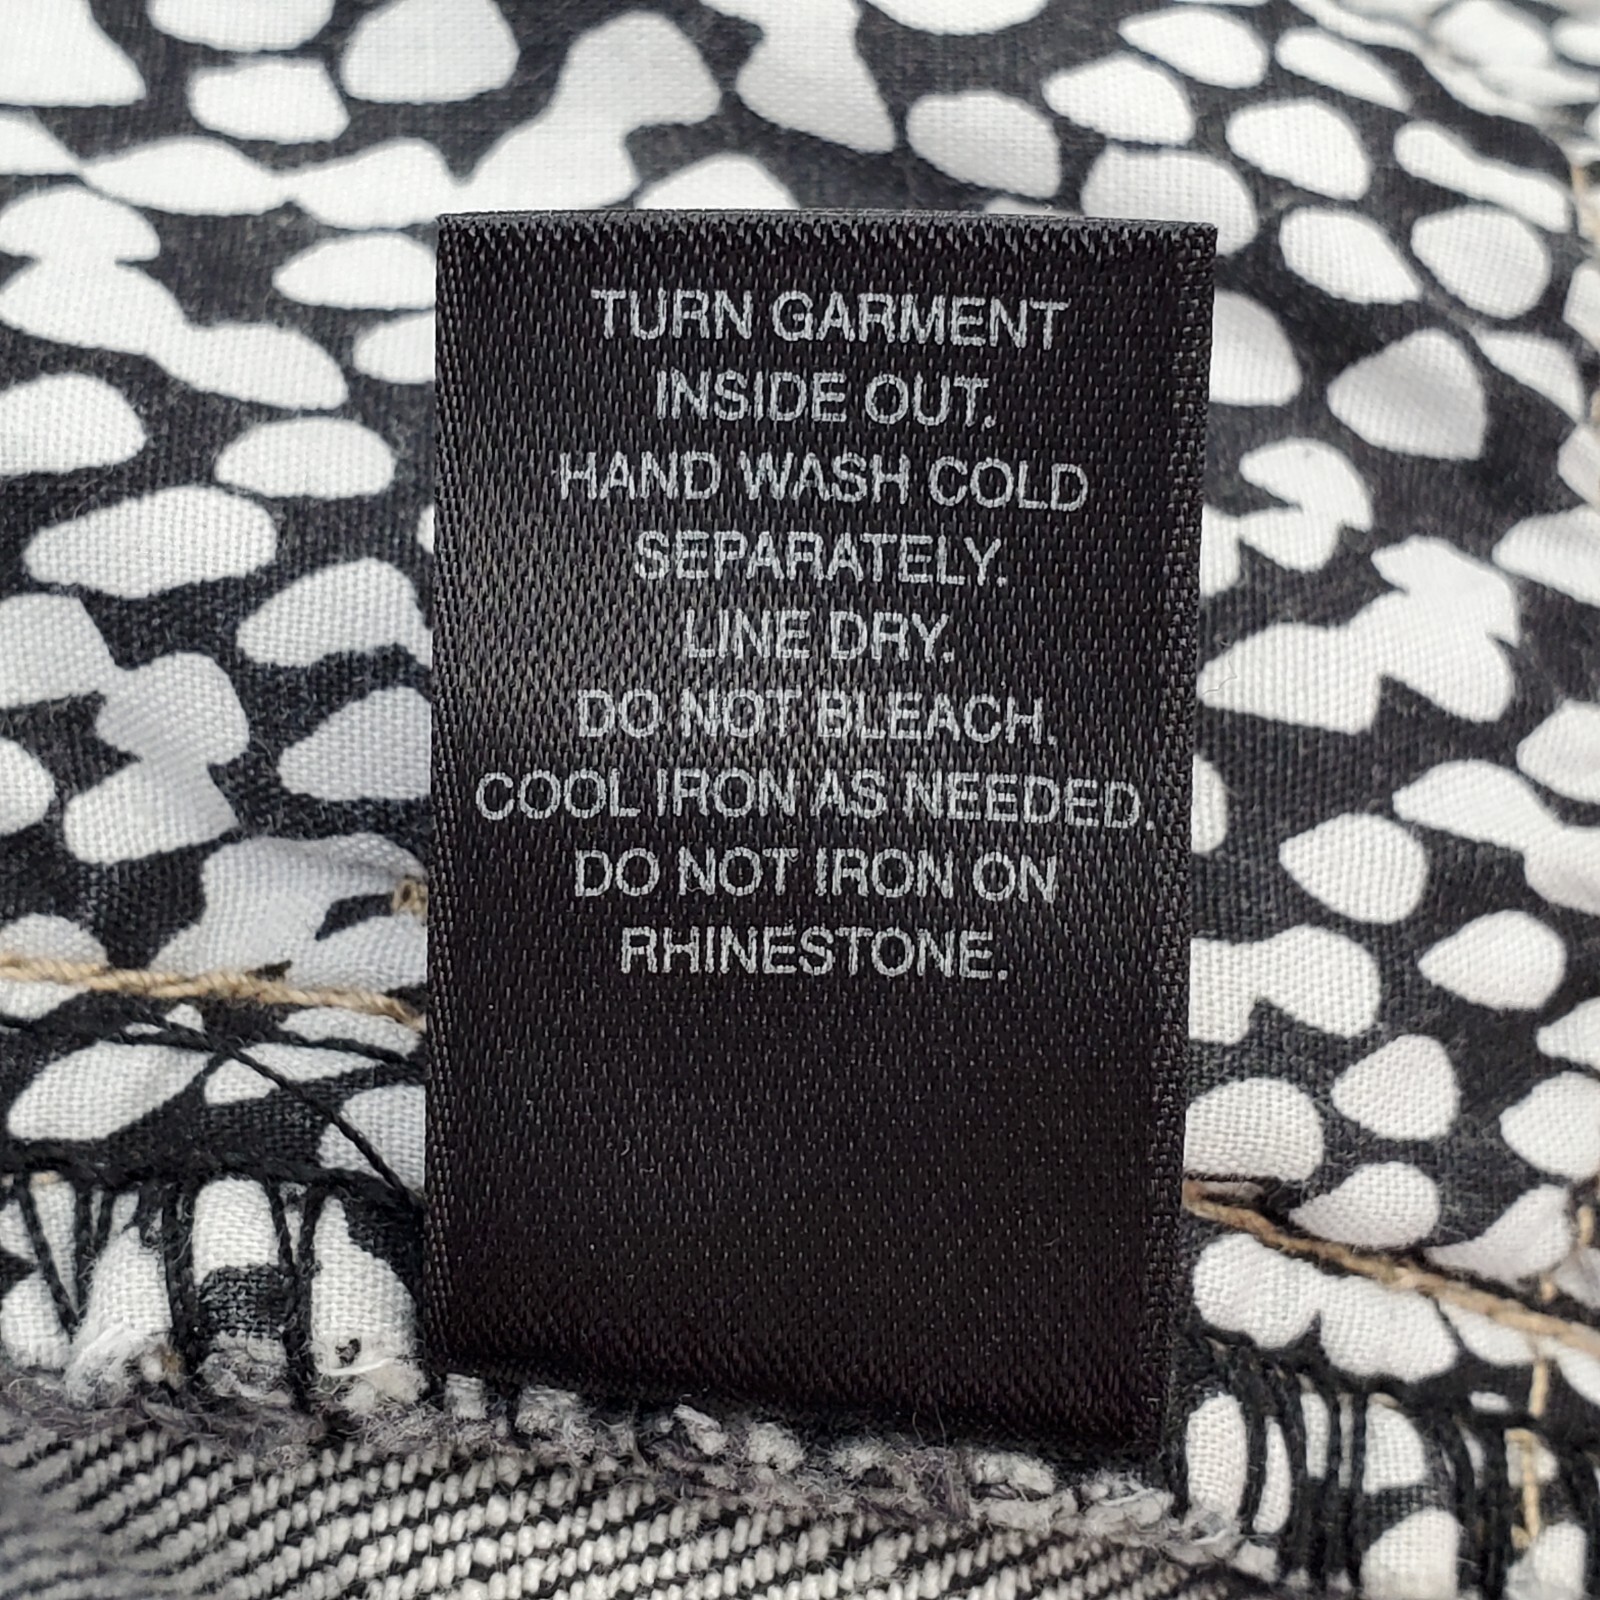 TURN GARMENT
INSIDE OUT.
HAND WASH COLD
SEPARATELY.
LINE DRY.
DO NOT BLEACH.
COOL IRON AS NEEDED.
DO NOT IRON ON
RHINESTONE.